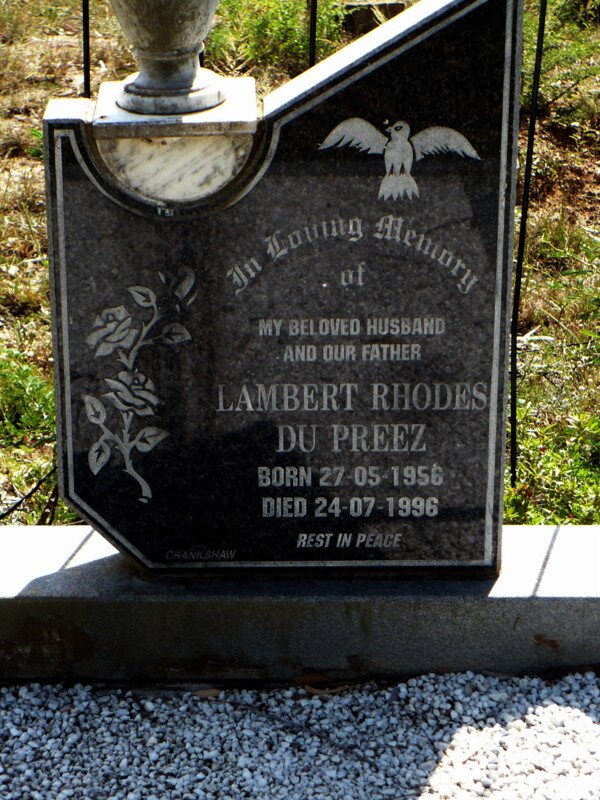 In Loving Memory
of
MY BELOVED HUSBAND
AND OUR FATHER
LAMBERT RHODES
DU PREEZ
BORN 27-05-1956
DIED 24-07-1996
REST IN PEACE
CRANKSHAW